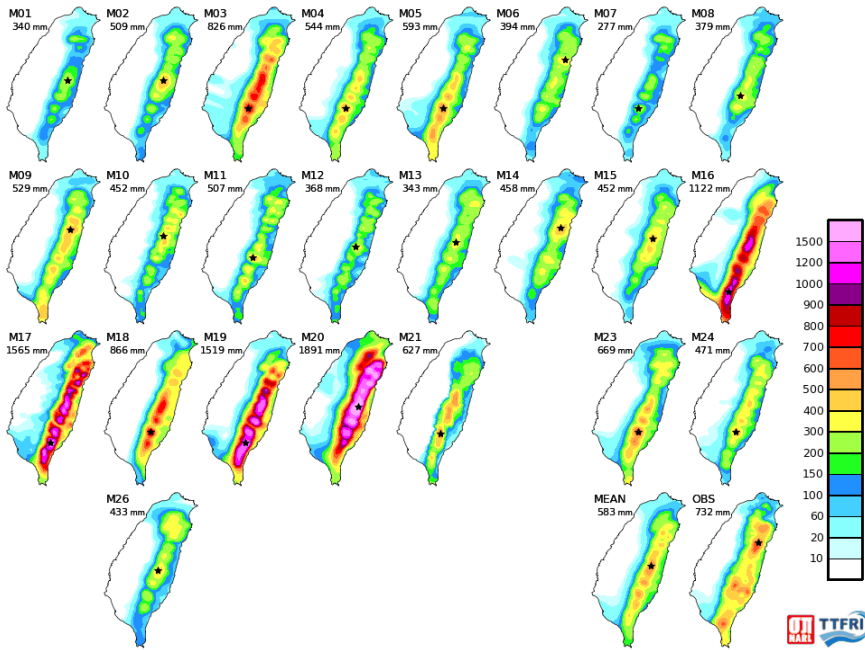 M01
340 mm
M02
509 mm
M03
826 mm
M04
544 mm
M05
593 mm
M06
394 mm
M07
277 mm
M08
379 mm
M09
529 mm
M10
452 mm
M11
507 mm
M12
368 mm
M13
343 mm
M14
458 mm
M15
452 mm
M16
1122 mm
M17
1565 mm
M18
866 mm
M19
1519 mm
M20
1891 mm
M21
627 mm
M23
669 mm
M24
471 mm
M26
433 mm
MEAN
583 mm
OBS
732 mm
1500
1200
1000
900
800
700
600
500
400
300
200
150
100
60
20
10
NARL
TTFRI